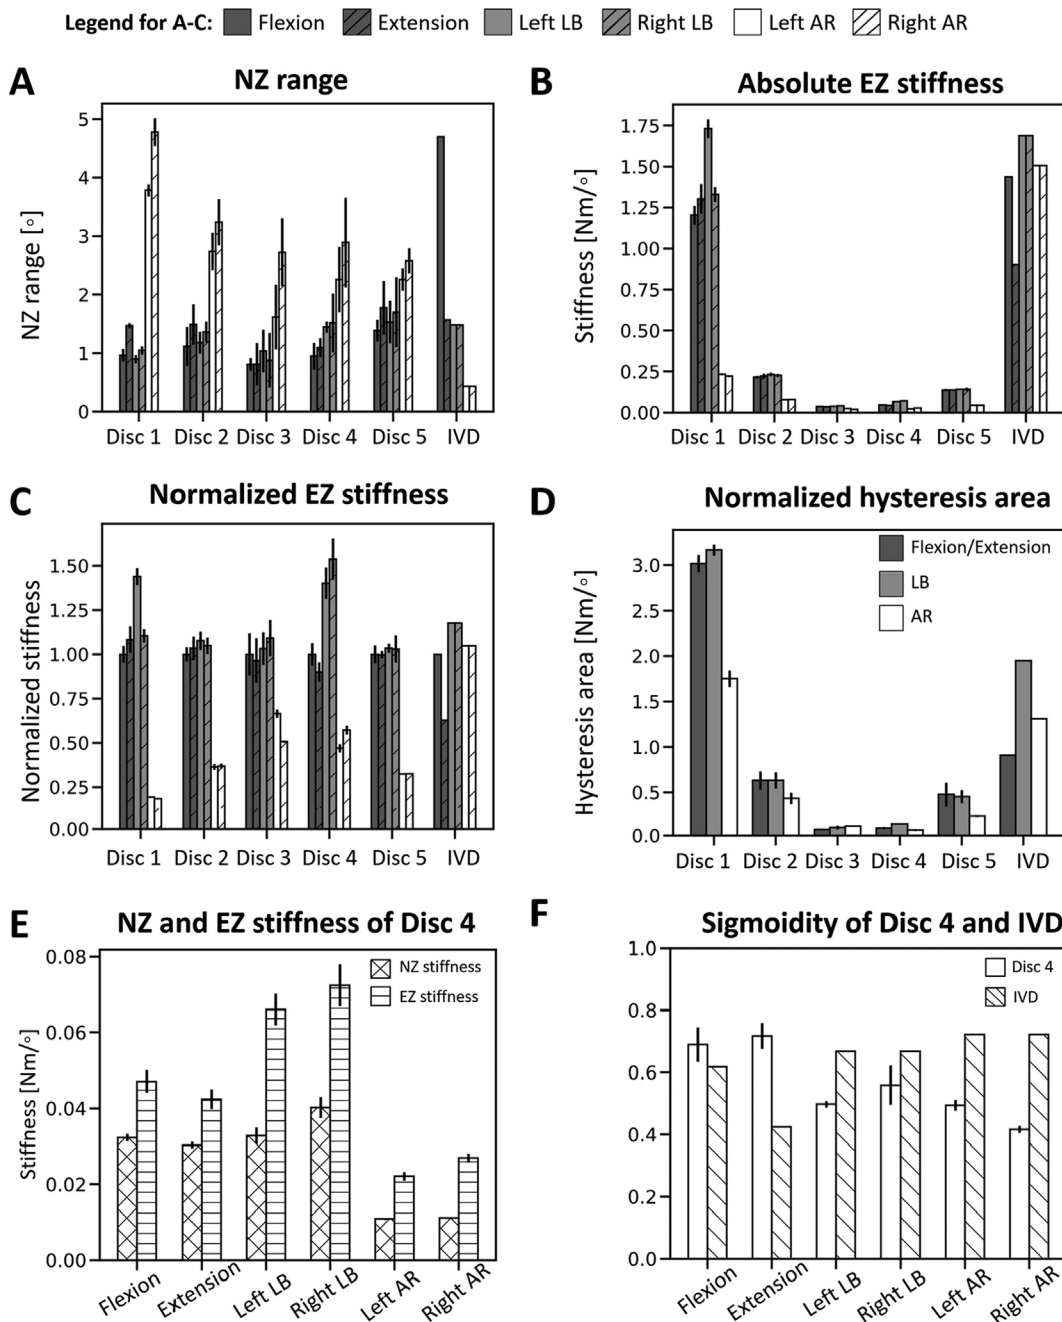 Legend for A-C: Flexion Extension Left LB Right LB Left AR Right AR
A
NZ range
NZ range [◦]
5
4
3
2
1
0
Disc 1 Disc 2 Disc 3 Disc 4 Disc 5 IVD
B
Absolute EZ stiffness
Stiffness [Nm/◦]
1.75
1.50
1.25
1.00
0.75
0.50
0.25
0.00
Disc 1 Disc 2 Disc 3 Disc 4 Disc 5 IVD
C
Normalized EZ stiffness
Normalized stiffness
1.50
1.25
1.00
0.75
0.50
0.25
0.00
Disc 1 Disc 2 Disc 3 Disc 4 Disc 5 IVD
D
Normalized hysteresis area
Hysteresis area [Nm/◦]
3.0
2.5
2.0
1.5
1.0
0.5
0.0
Flexion/Extension
LB
AR
Disc 1 Disc 2 Disc 3 Disc 4 Disc 5 IVD
E
NZ and EZ stiffness of Disc 4
Stiffness [Nm/◦]
0.08
0.06
0.04
0.02
0.00
NZ stiffness
EZ stiffness
Flexion Extension Left LB Right LB Left AR Right AR
F
Sigmoidity of Disc 4 and IVD
1.0
0.8
0.6
0.4
0.2
0.0
Disc 4
IVD
Flexion Extension Left LB Right LB Left AR Right AR